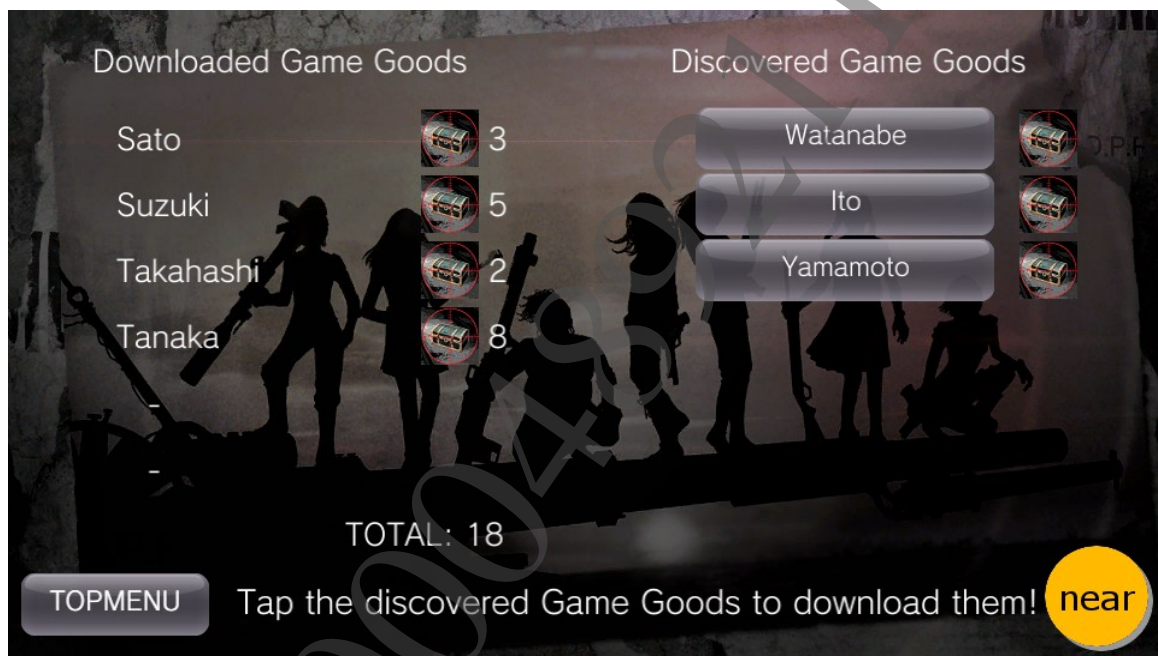 Downloaded Game Goods
Sato 3
Suzuki 5
Takahashi 2
Tanaka 8
-
-
TOTAL: 18
Discovered Game Goods
Watanabe
Ito
Yamamoto
TOPMENU
Tap the discovered Game Goods to download them!
near